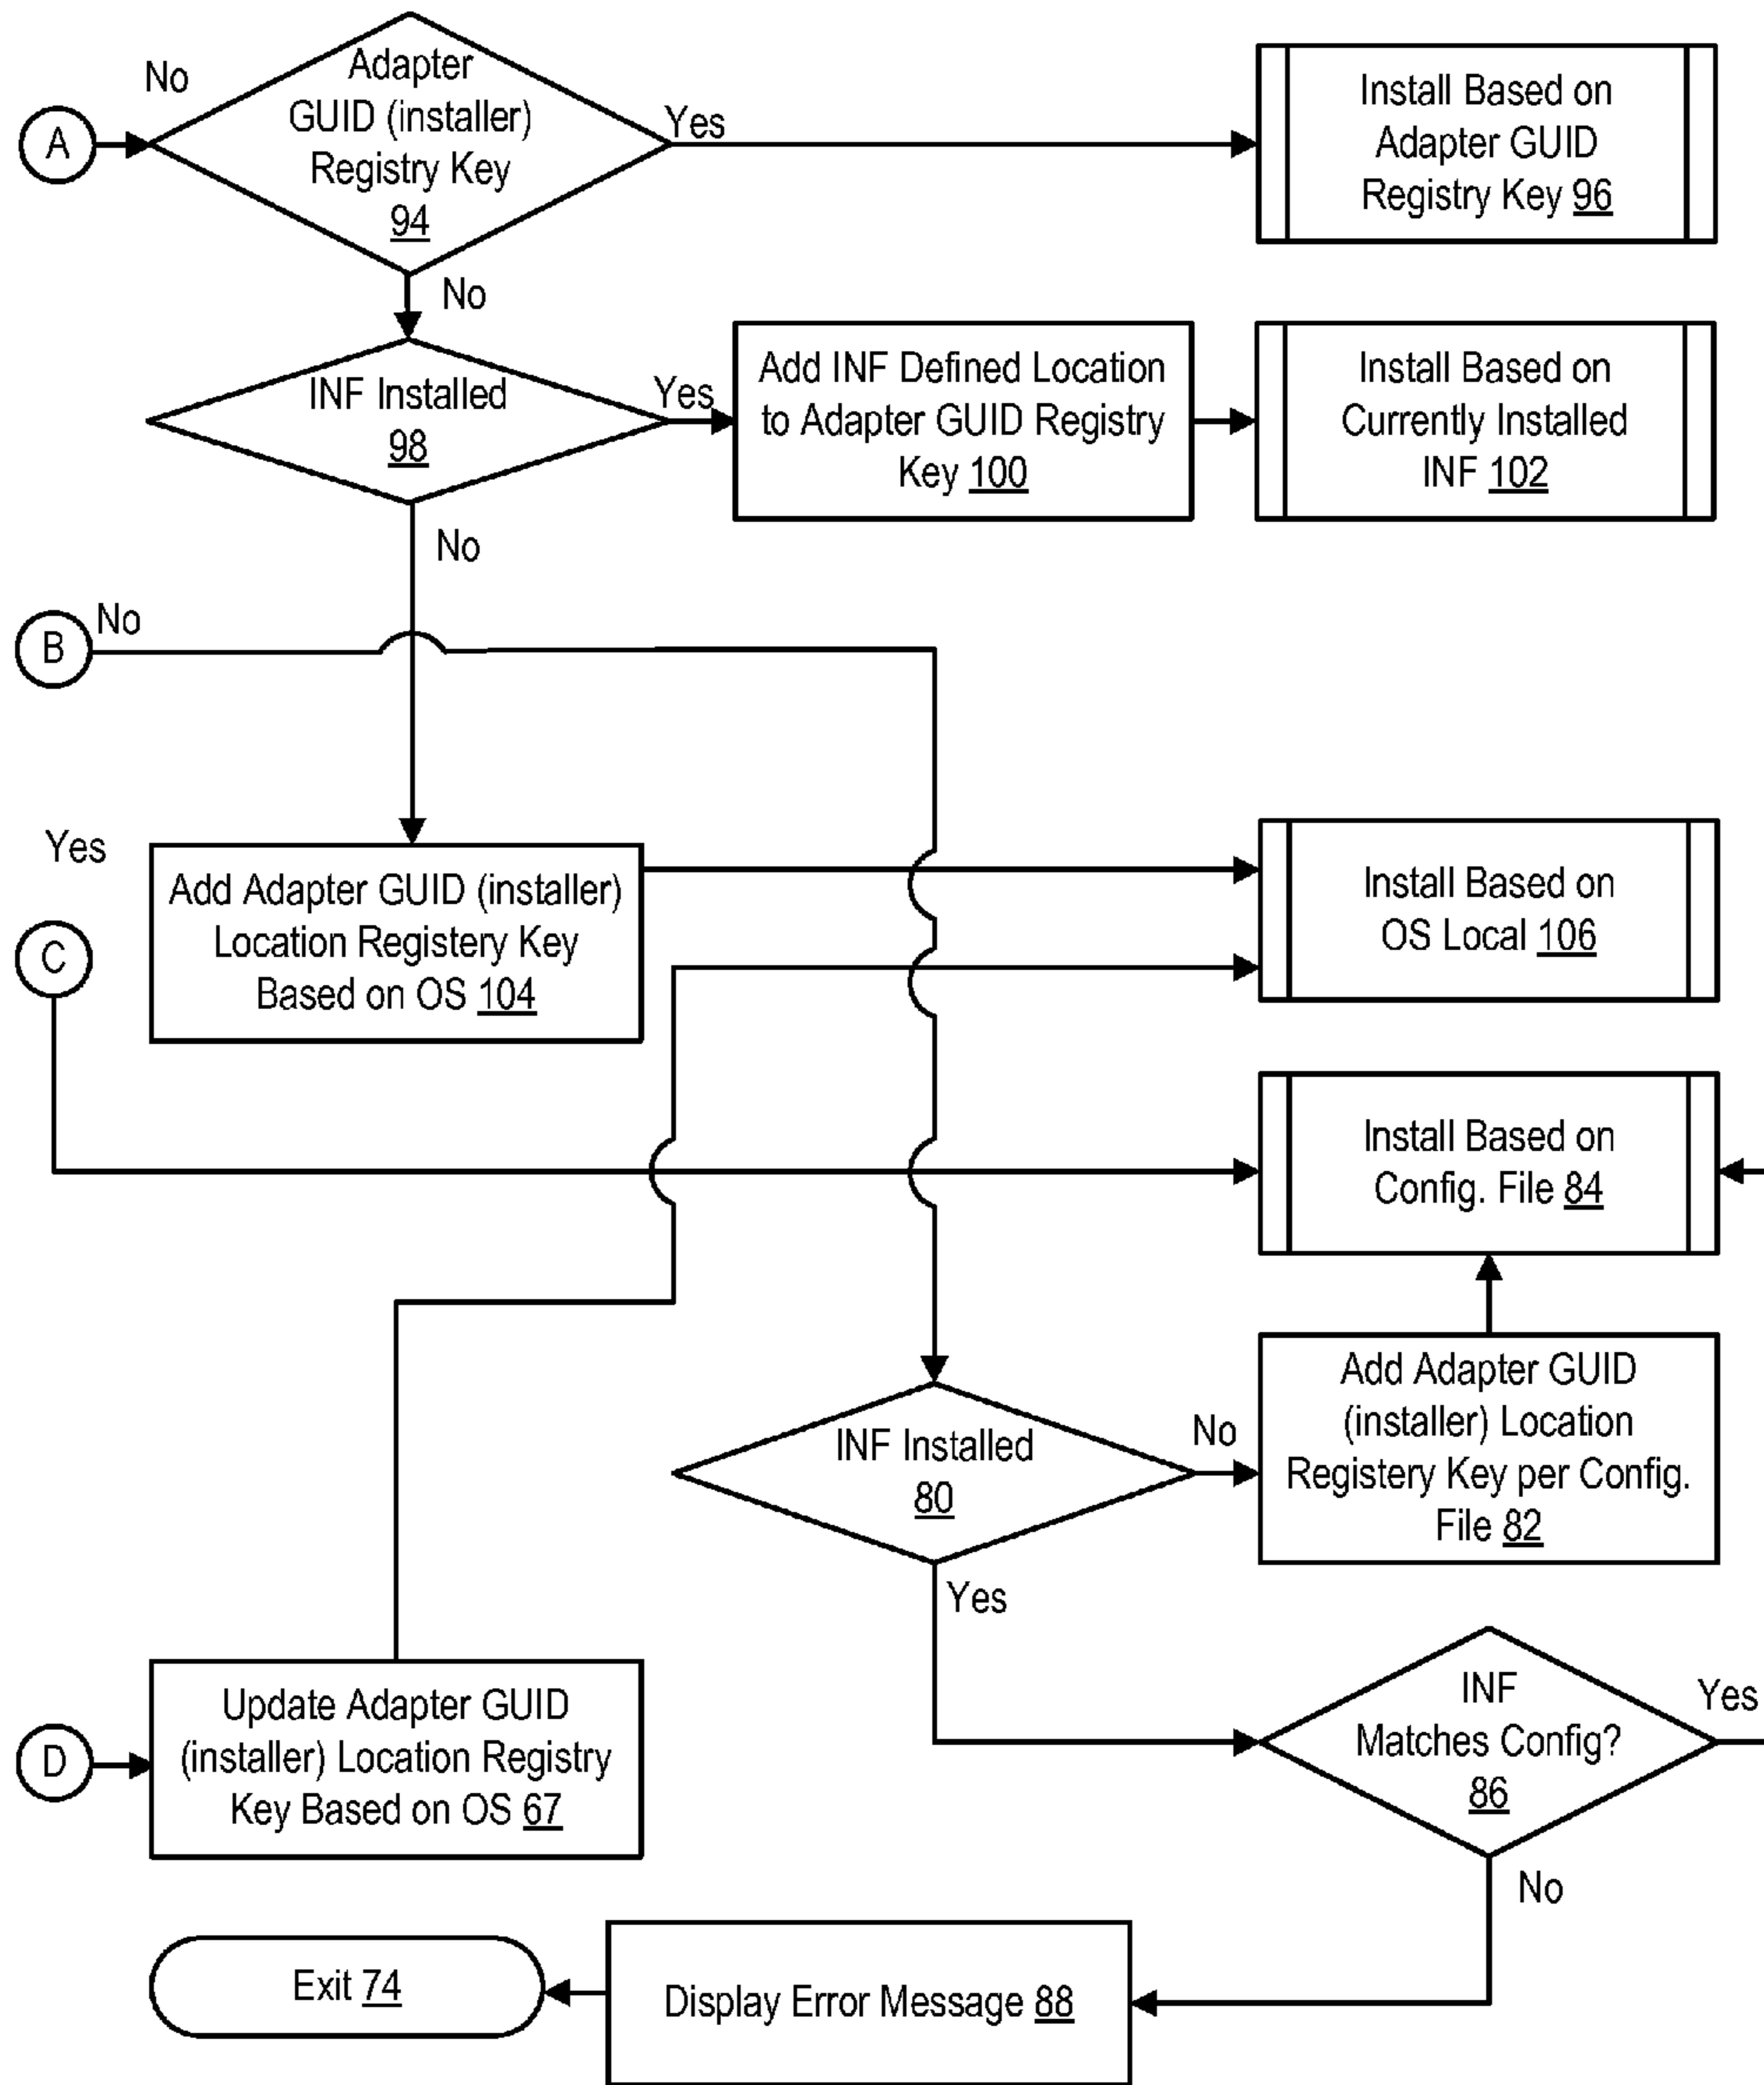 No
Adapter
GUID (installer)
Registry Key
94
A
Yes
Install Based on
Adapter GUID
Registry Key 96
No
INF Installed
98
Yes
Add INF Defined Location
to Adapter GUID Registry
Key 100
Install Based on
Currently Installed
INF 102
No
B
No
Yes
Add Adapter GUID (installer)
Location Registery Key
Based on OS 104
Install Based on
OS Local 106
C
Install Based on
Config. File 84
INF Installed
80
No
Add Adapter GUID
(installer) Location
Registery Key per Config.
File 82
Yes
D
Update Adapter GUID
(installer) Location Registry
Key Based on OS 67
INF
Matches Config?
86
Yes
No
Exit 74
Display Error Message 88